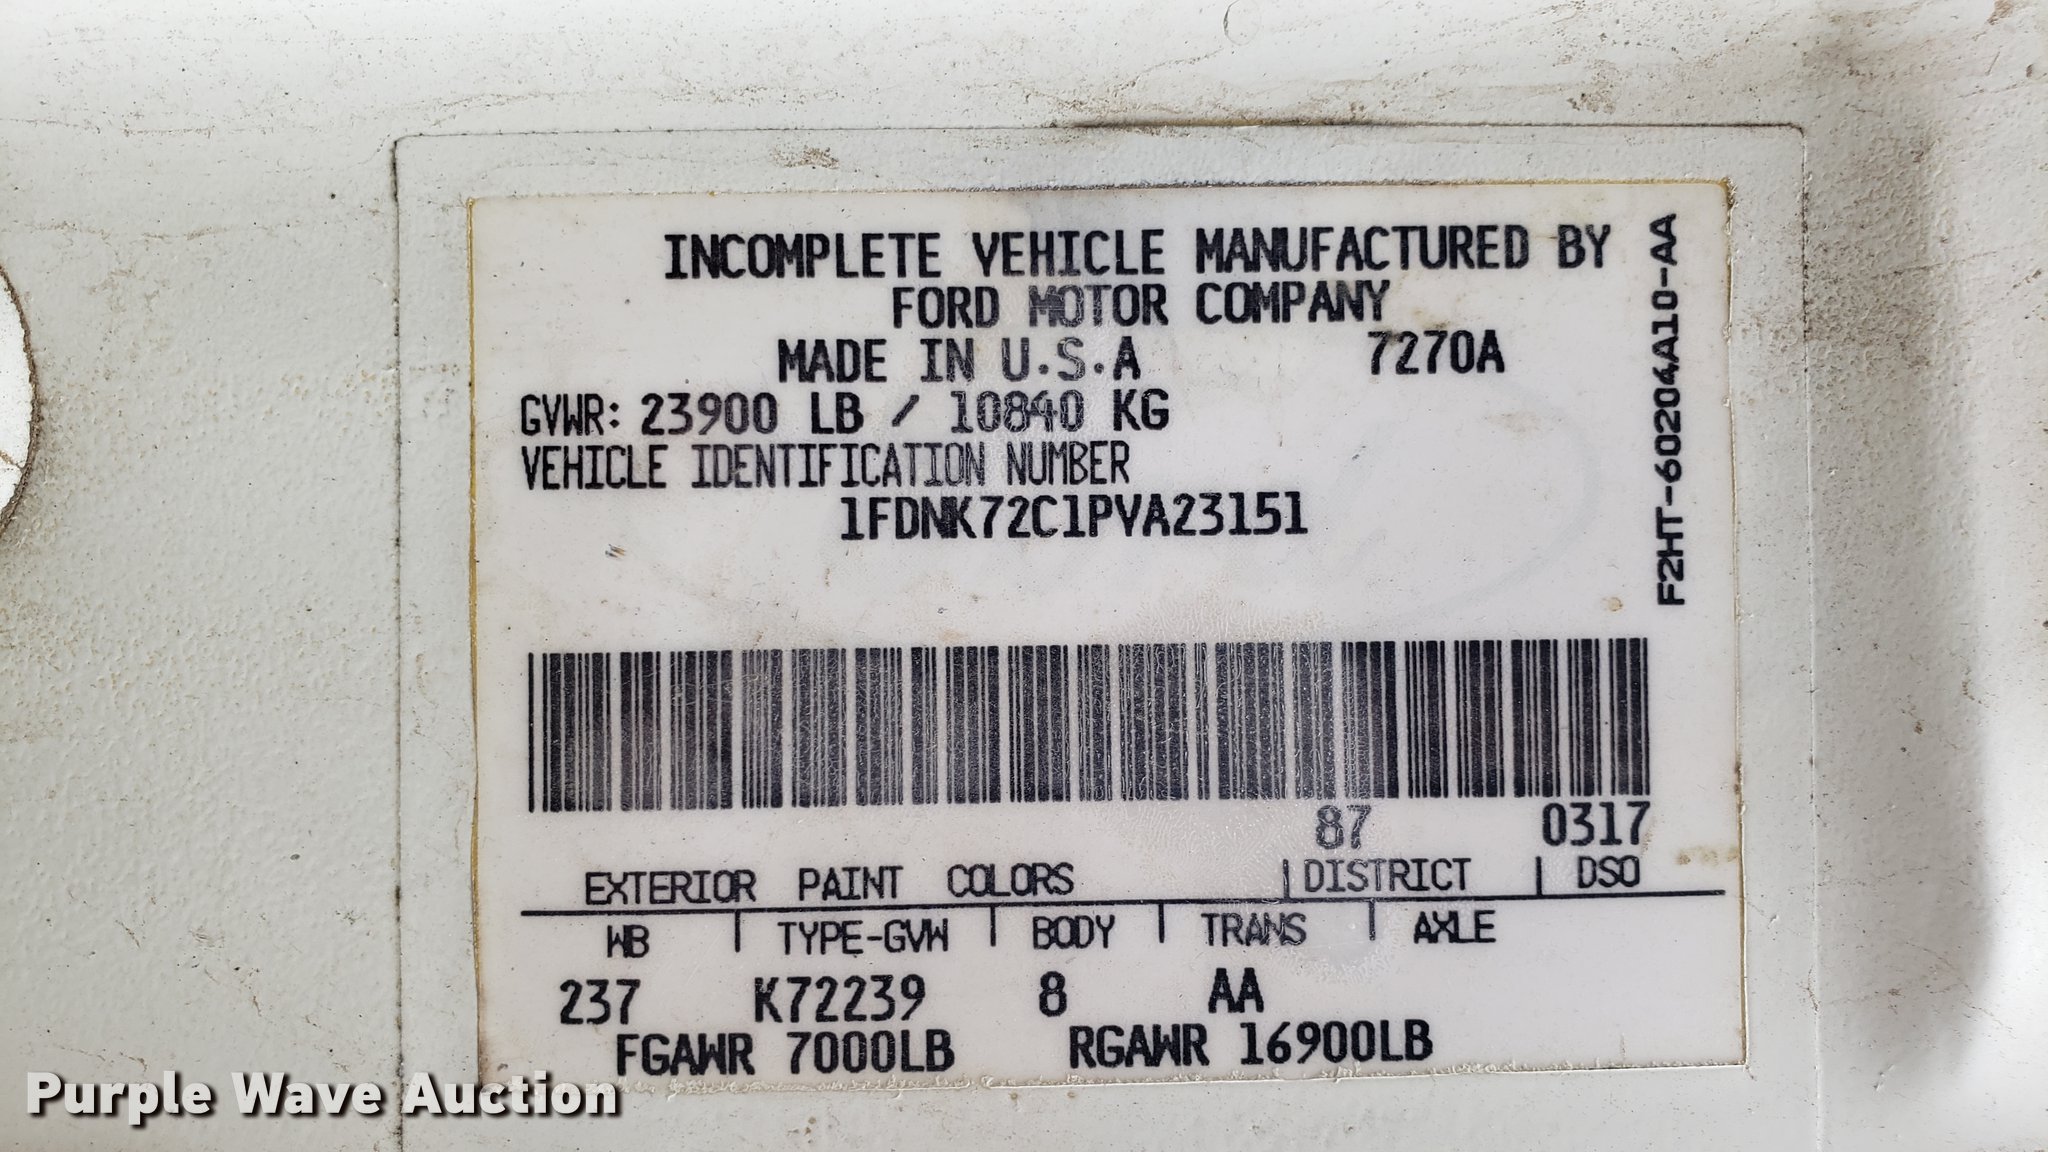 INCOMPLETE VEHICLE MANUFACTURED BY
FORD MOTOR COMPANY
MADE IN U.S.A 7270A
GVWR: 23900 LB / 10840 KG
VEHICLE IDENTIFICATION NUMBER
1FDNK72C1PVA23151
F2HT-60204A10-AA
87 0317
EXTERIOR PAINT COLORS | DISTRICT | DSO
WB | TYPE-GVW | BODY | TRANS | AXLE
237 K72239 8 AA
FGAWR 7000LB RGAWR 16900LB
Purple Wave Auction